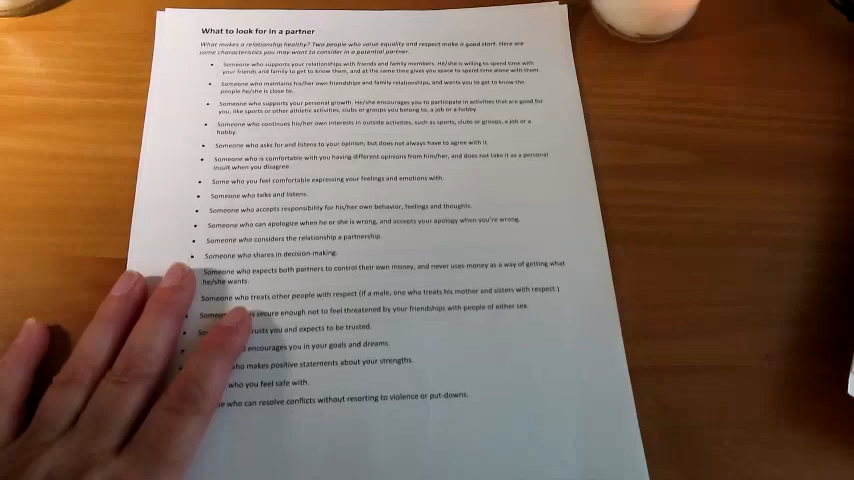 What to look for in a partner
What makes a relationship healthy? Two people who value equality and respect make a good start. Here are
some characteristics you may want to consider in a potential partner.
• Someone who supports your relationships with friends and family members. He/she is willing to spend time with
your friends and family to get to know them, and at the same time gives you space to spend time alone with them.
• Someone who maintains his/her own friendships and family relationships, and wants you to get to know the
people he/she is close to.
• Someone who supports your personal growth. He/she encourages you to participate in activities that are good for
you, like sports or other athletic activities, clubs or groups you belong to, a job or a hobby.
• Someone who continues his/her own interests in outside activities, such as sports, clubs or groups, a job or a
hobby.
• Someone who asks for and listens to your opinion, but does not always have to agree with it.
• Someone who is comfortable with you having different opinions from him/her, and does not take it as a personal
insult when you disagree.
• Some who you feel comfortable expressing your feelings and emotions with.
• Someone who talks and listens.
• Someone who accepts responsibility for his/her own behavior, feelings and thoughts.
• Someone who can apologize when he or she is wrong, and accepts your apology when you're wrong.
• Someone who considers the relationship a partnership.
• Someone who shares in decision-making.
Someone who expects both partners to control their own money, and never uses money as a way of getting what
he/she wants.
Someone who treats other people with respect (if a male, one who treats his mother and sisters with respect.)
• is secure enough not to feel threatened by your friendships with people of either sex.
• trusts you and expects to be trusted.
encourages you in your goals and dreams.
who makes positive statements about your strengths.
who you feel safe with.
who can resolve conflicts without resorting to violence or put-downs.